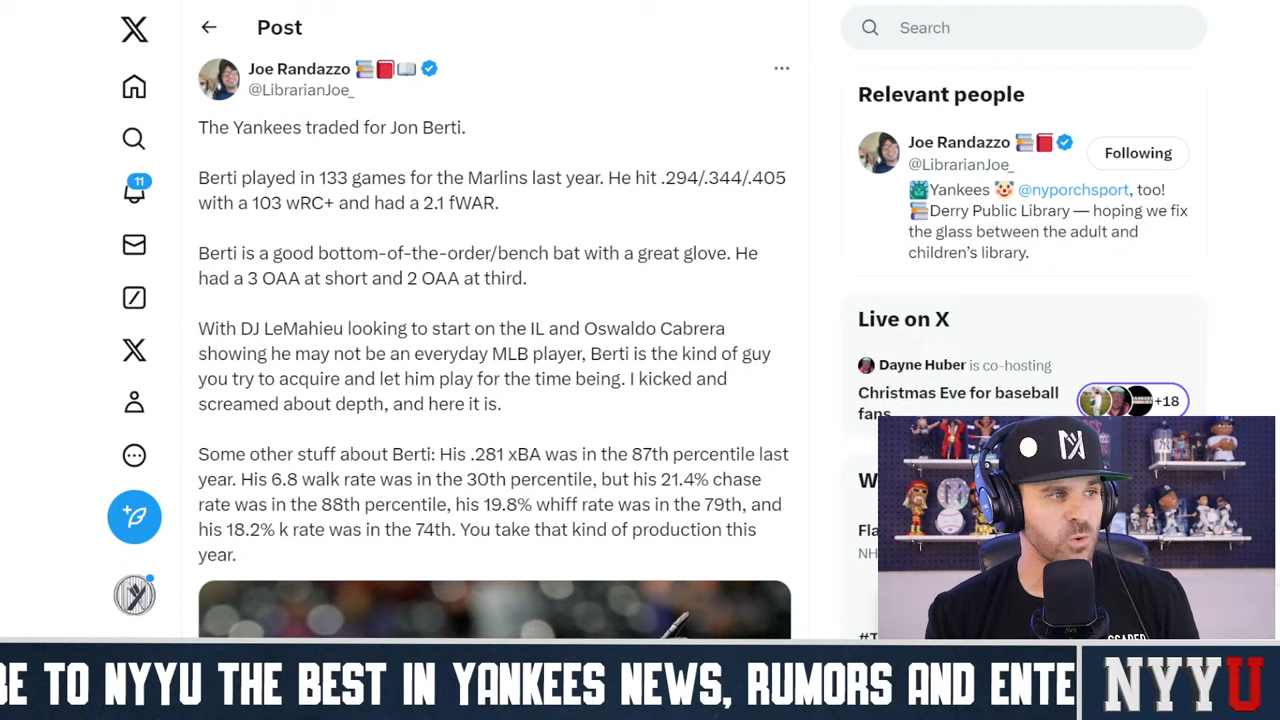 Post
Search
Joe Randazzo
@LibrarianJoe_
The Yankees traded for Jon Berti.
Berti played in 133 games for the Marlins last year. He hit .294/.344/.405
with a 103 wRC+ and had a 2.1 fWAR.
Berti is a good bottom-of-the-order/bench bat with a great glove. He
had a 3 OAA at short and 2 OAA at third.
With DJ LeMahieu looking to start on the IL and Oswaldo Cabrera
showing he may not be an everyday MLB player, Berti is the kind of guy
you try to acquire and let him play for the time being. I kicked and
screamed about depth, and here it is.
Some other stuff about Berti: His .281 xBA was in the 87th percentile last
year. His 6.8 walk rate was in the 30th percentile, but his 21.4% chase
rate was in the 88th percentile, his 19.8% whiff rate was in the 79th, and
his 18.2% k rate was in the 74th. You take that kind of production this
year.
11
Relevant people
Joe Randazzo
@LibrarianJoe_
Following
Yankees @nyporchsport, too!
Derry Public Library — hoping we fix
the glass between the adult and
children's library.
Live on X
Dayne Huber is co-hosting
Christmas Eve for baseball
fans
+18
W
Fla
NH
#T
BE TO NYYU THE BEST IN YANKEES NEWS, RUMORS AND ENTE
NYYU